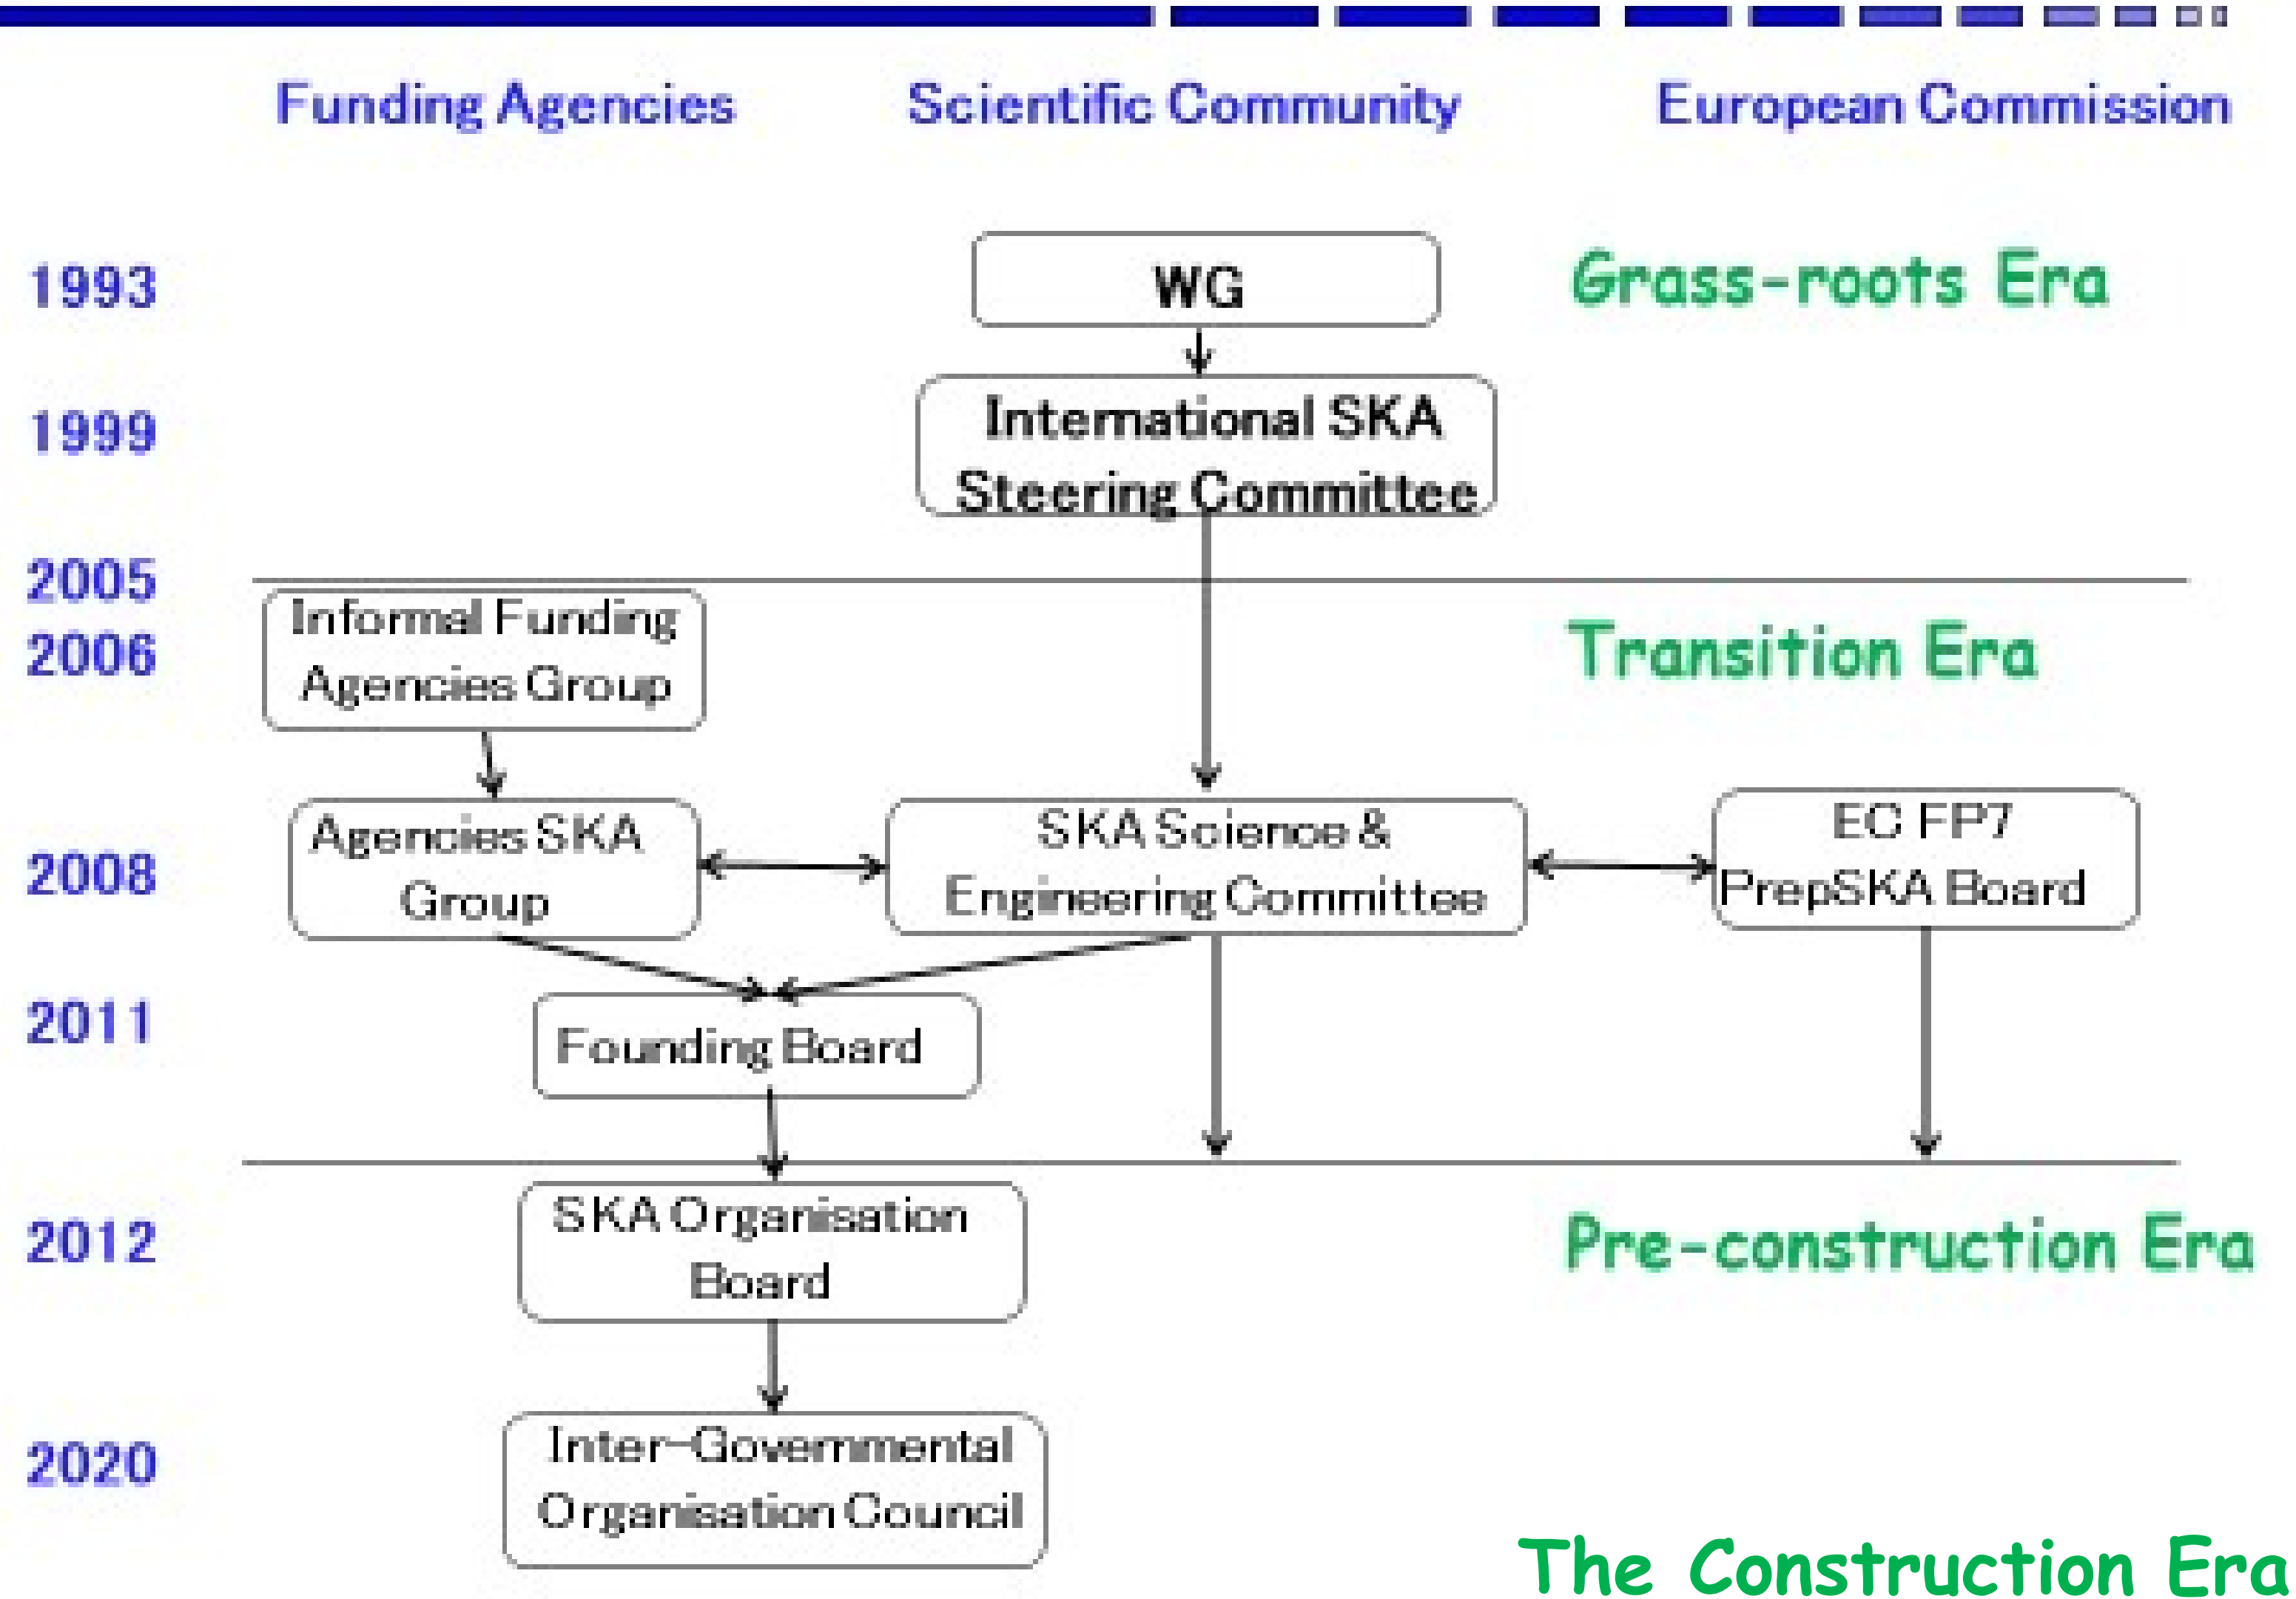 Funding Agencies
Scientific Community
European Commission
1993
WG
Grass-roots Era
1999
International SKA
Steering Committee
2005
Informal Funding
Agencies Group
2006
Transition Era
2008
Agencies SKA
Group
SKA Science &
Engineering Committee
EC FP7
PrepSKA Board
2011
Founding Board
2012
SKA Organisation
Board
Pre-construction Era
2020
Inter-Governmental
Organisation Council
The Construction Era